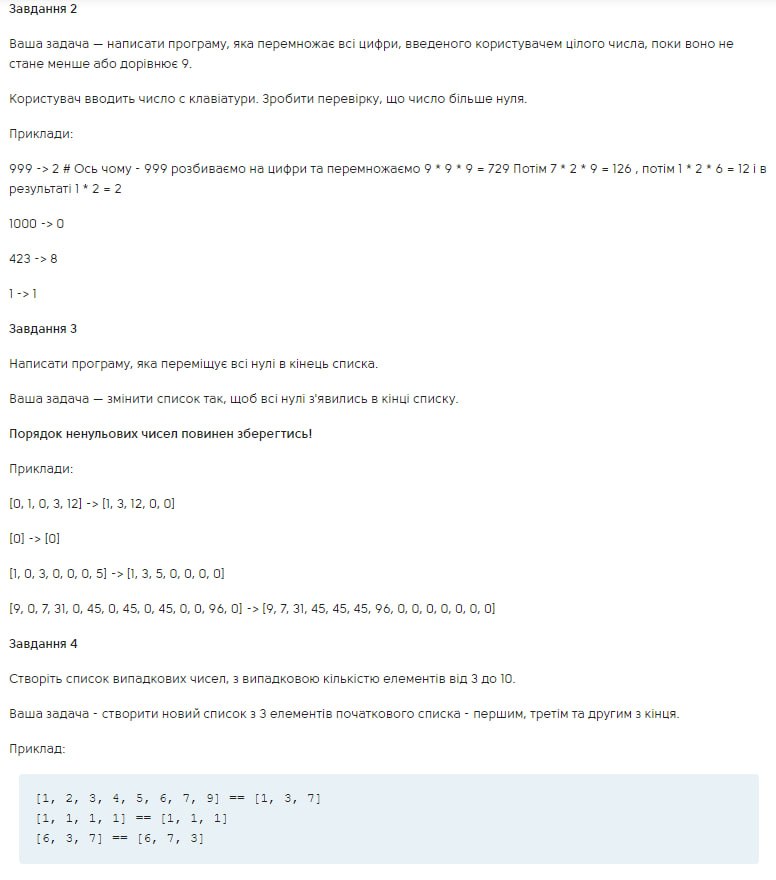 Завдання 2
Ваша задача — написати програму, яка перемножає всі цифри, введеного користувачем цілого числа, поки воно не
стане менше або дорівнює 9.
Користувач вводить число с клавіатури. Зробити перевірку, що число більше нуля.
Приклади:
999 -> 2 # Ось чому - 999 розбиваємо на цифри та перемножаємо 9 * 9 * 9 = 729 Потім 7 * 2 * 9 = 126 , потім 1 * 2 * 6 = 12 і в
результаті 1 * 2 = 2
1000 -> 0
423 -> 8
1 -> 1
Завдання 3
Написати програму, яка переміщує всі нулі в кінець списка.
Ваша задача — змінити список так, щоб всі нулі з'явились в кінці списку.
Порядок ненульових чисел повинен зберегтись!
Приклади:
[0, 1, 0, 3, 12] -> [1, 3, 12, 0, 0]
[0] -> [0]
[1, 0, 3, 0, 0, 0, 5] -> [1, 3, 5, 0, 0, 0, 0]
[9, 0, 7, 31, 0, 45, 0, 45, 0, 45, 0, 0, 96, 0] -> [9, 7, 31, 45, 45, 45, 96, 0, 0, 0, 0, 0, 0, 0]
Завдання 4
Створіть список випадкових чисел, з випадковою кількістю елементів від 3 до 10.
Ваша задача - створити новий список з 3 елементів початкового списка - першим, третім та другим з кінця.
Приклад:
[1, 2, 3, 4, 5, 6, 7, 9] == [1, 3, 7]
[1, 1, 1, 1] == [1, 1, 1]
[6, 3, 7] == [6, 7, 3]